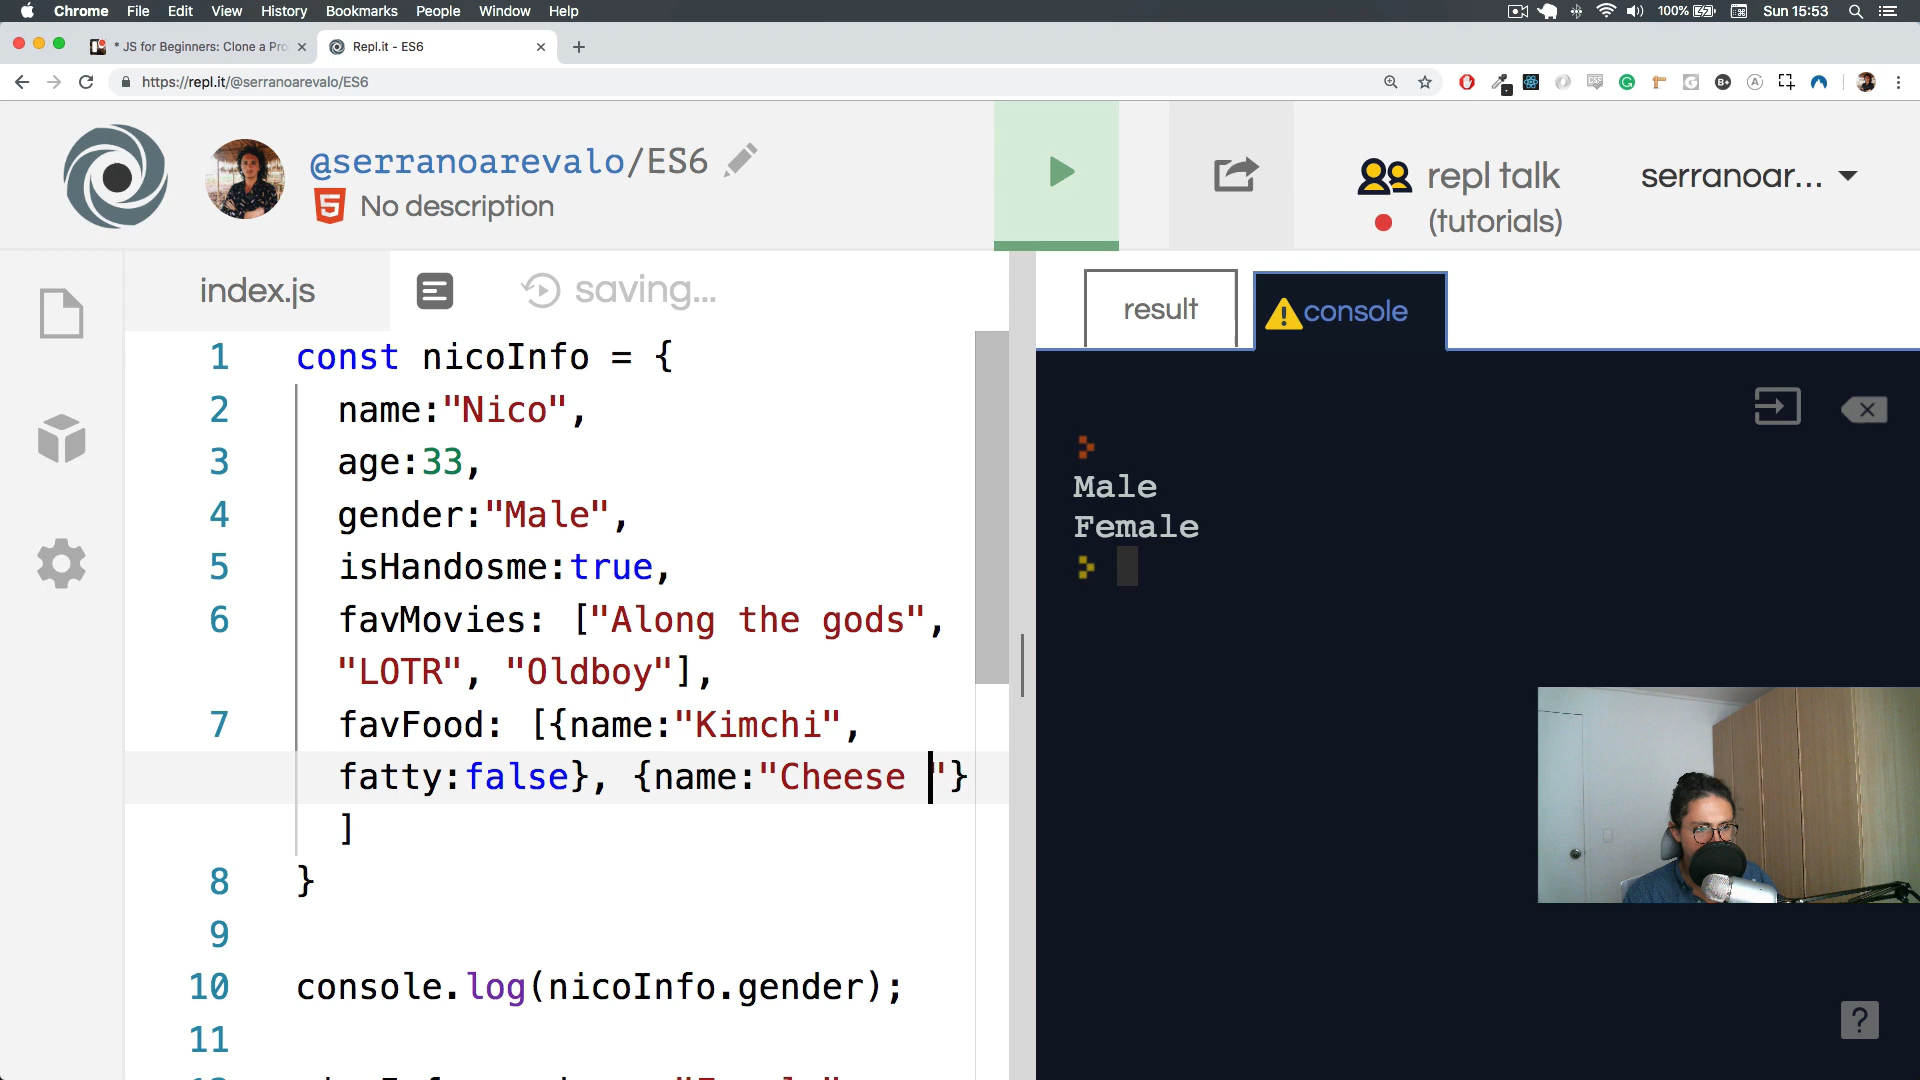 Chrome File Edit View History Bookmarks People Window Help 100% Sun 15:53
* JS for Beginners: Clone a Pro Repl.it - ES6
https://repl.it/@serranoarevalo/ES6
@serranoarevalo/ES6
No description
repl talk
(tutorials)
serranoar...
index.js
saving...
result
console
1 const nicoInfo = {
2 name:"Nico",
3 age:33,
4 gender:"Male",
5 isHandosme:true,
6 favMovies: ["Along the gods",
"LOTR", "Oldboy"],
7 favFood: [{name:"Kimchi",
fatty:false}, {name:"Cheese "}
]
8 }
9
10 console.log(nicoInfo.gender);
11
Male
Female
?